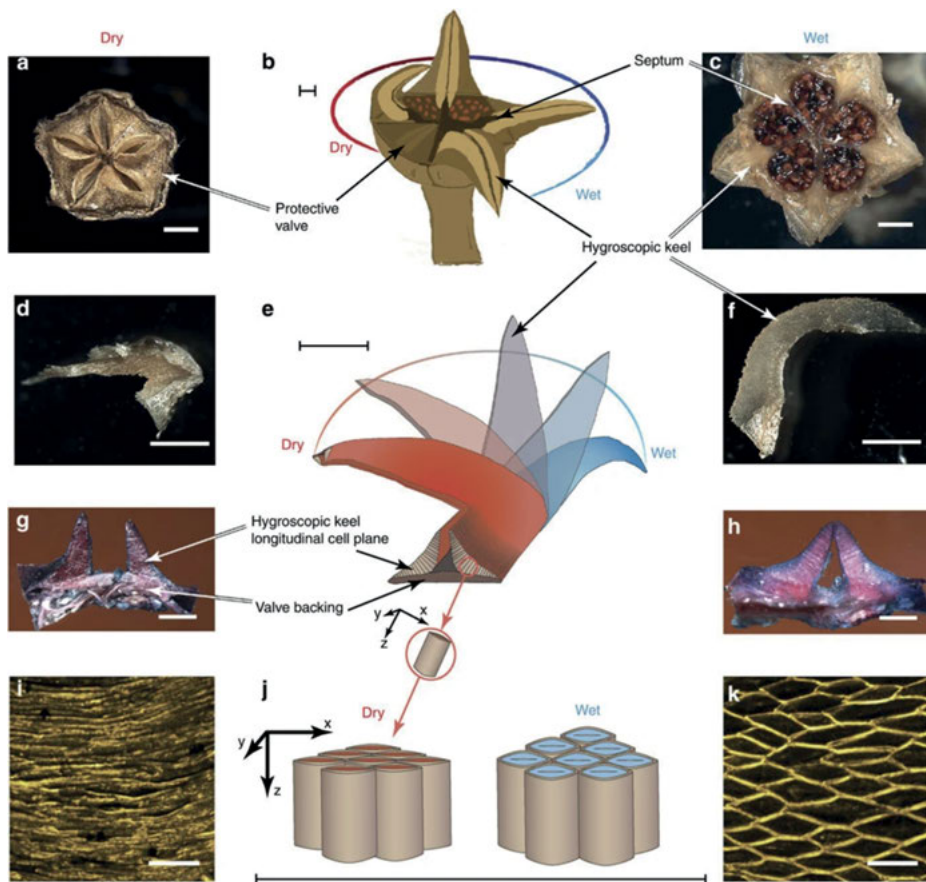 Dry
Wet
a
b
c
Septum
Dry
Wet
Protective
valve
Hygroscopic keel
d
e
f
Dry
Wet
g
Hygroscopic keel
longitudinal cell plane
h
Valve backing
y
x
z
i
j
Dry
Wet
k
x
y
z